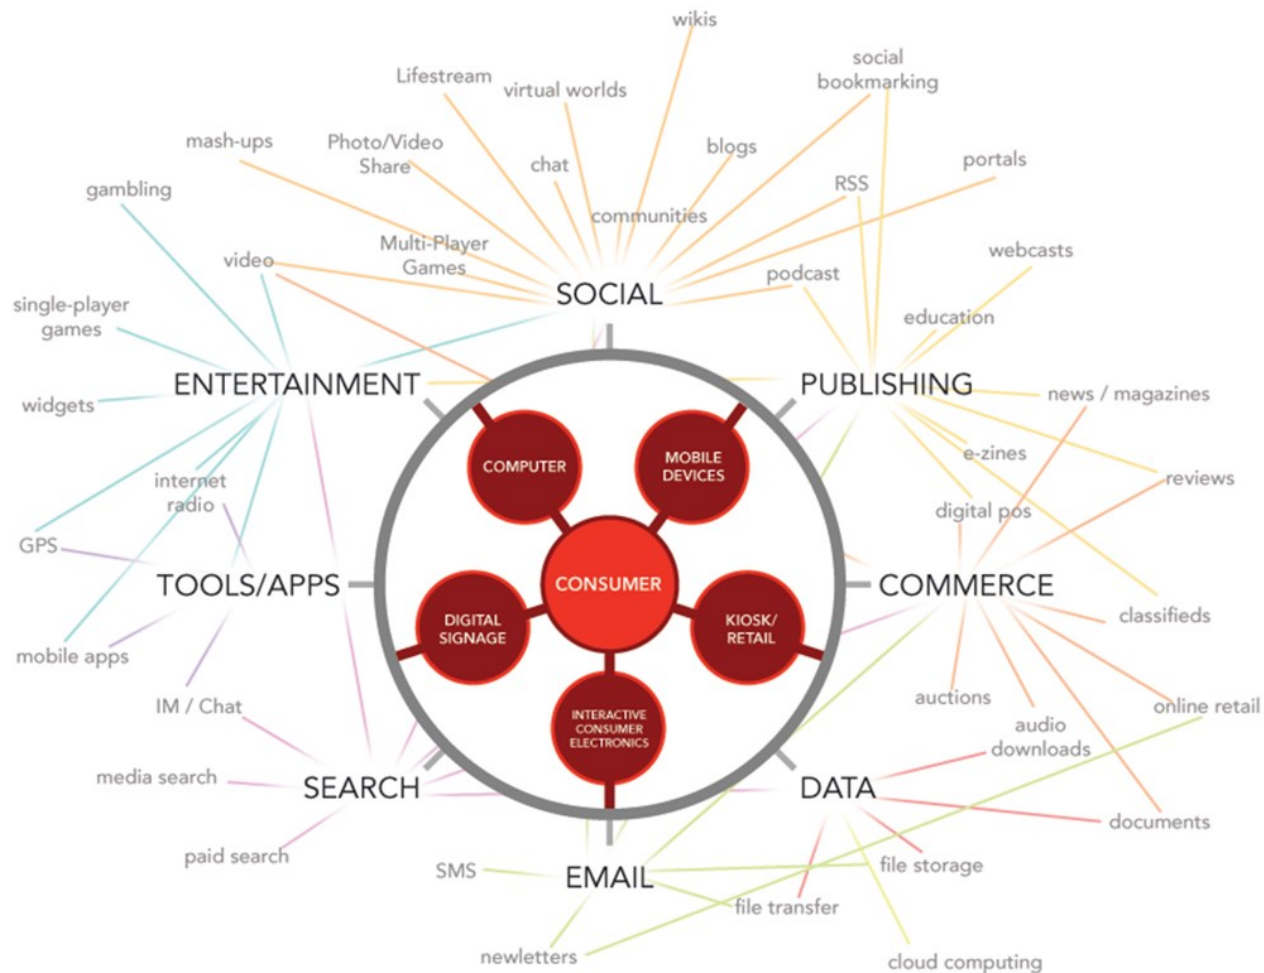 wikis
social
bookmarking
Lifestream
virtual worlds
mash-ups
Photo/Video
Share
chat
blogs
portals
gambling
RSS
communities
video
Multi-Player
Games
webcasts
podcast
SOCIAL
single-player
games
education
ENTERTAINMENT
PUBLISHING
news / magazines
widgets
COMPUTER
MOBILE
DEVICES
e-zines
internet
radio
reviews
digital pos
GPS
TOOLS/APPS
CONSUMER
COMMERCE
DIGITAL
SIGNAGE
KIOSK/
RETAIL
classifieds
mobile apps
IM / Chat
INTERACTIVE
CONSUMER
ELECTRONICS
auctions
online retail
audio
downloads
media search
SEARCH
DATA
documents
paid search
SMS
EMAIL
file storage
file transfer
newletters
cloud computing